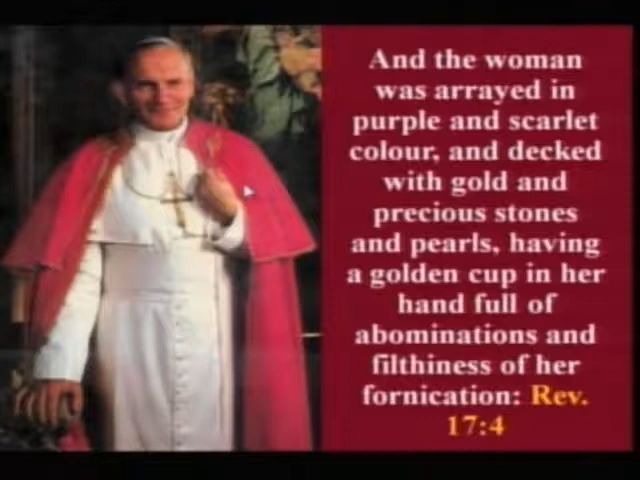 And the woman
was arrayed in
purple and scarlet
colour, and decked
with gold and
precious stones
and pearls, having
a golden cup in her
hand full of
abominations and
filthiness of her
fornication: Rev.
17:4